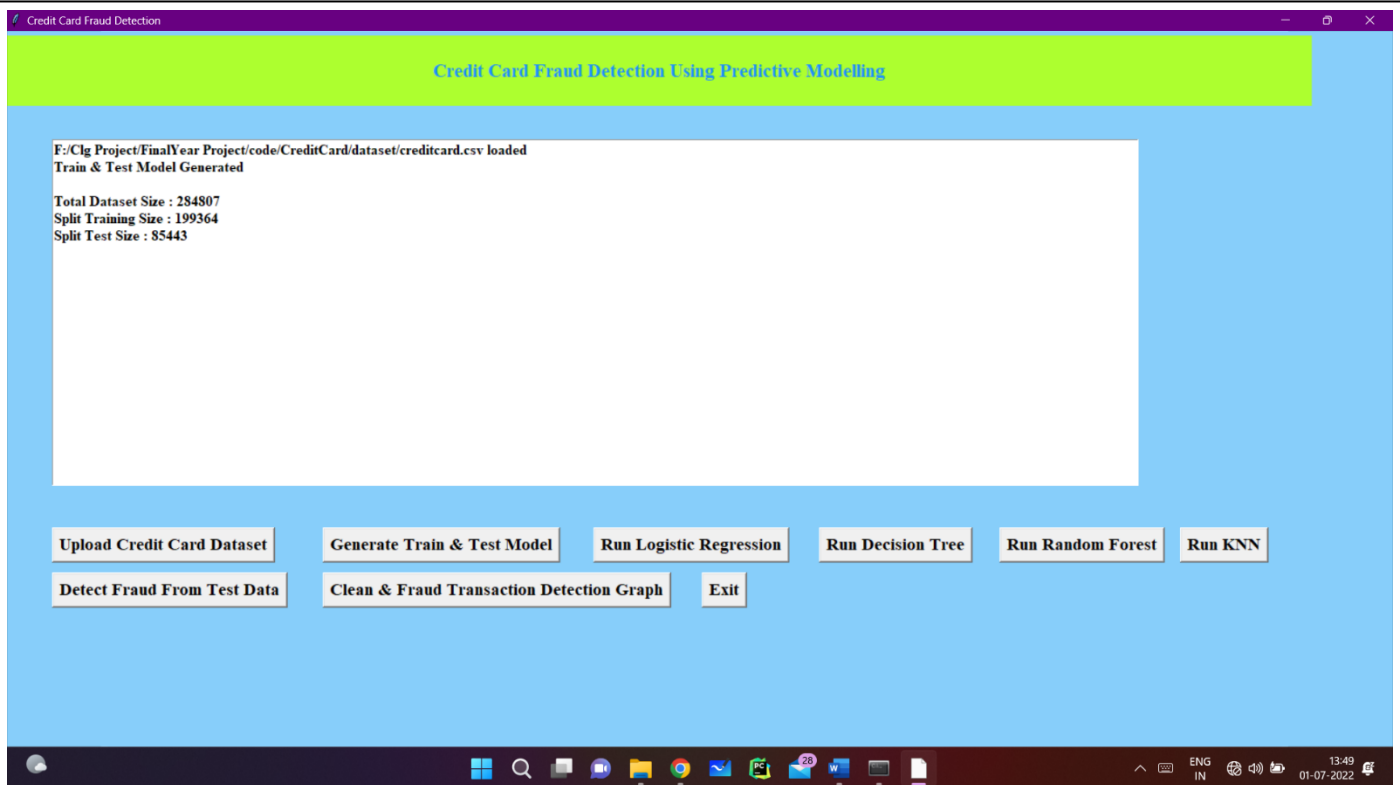 Credit Card Fraud Detection
Credit Card Fraud Detection Using Predictive Modelling
F:/Clg Project/FinalYear Project/code/CreditCard/dataset/creditcard.csv loaded
Train & Test Model Generated
Total Dataset Size : 284807
Split Training Size : 199364
Split Test Size : 85443
Upload Credit Card Dataset Generate Train & Test Model Run Logistic Regression Run Decision Tree Run Random Forest Run KNN
Detect Fraud From Test Data Clean & Fraud Transaction Detection Graph Exit
PC 28 W
ENG 13:49
IN 01-07-2022